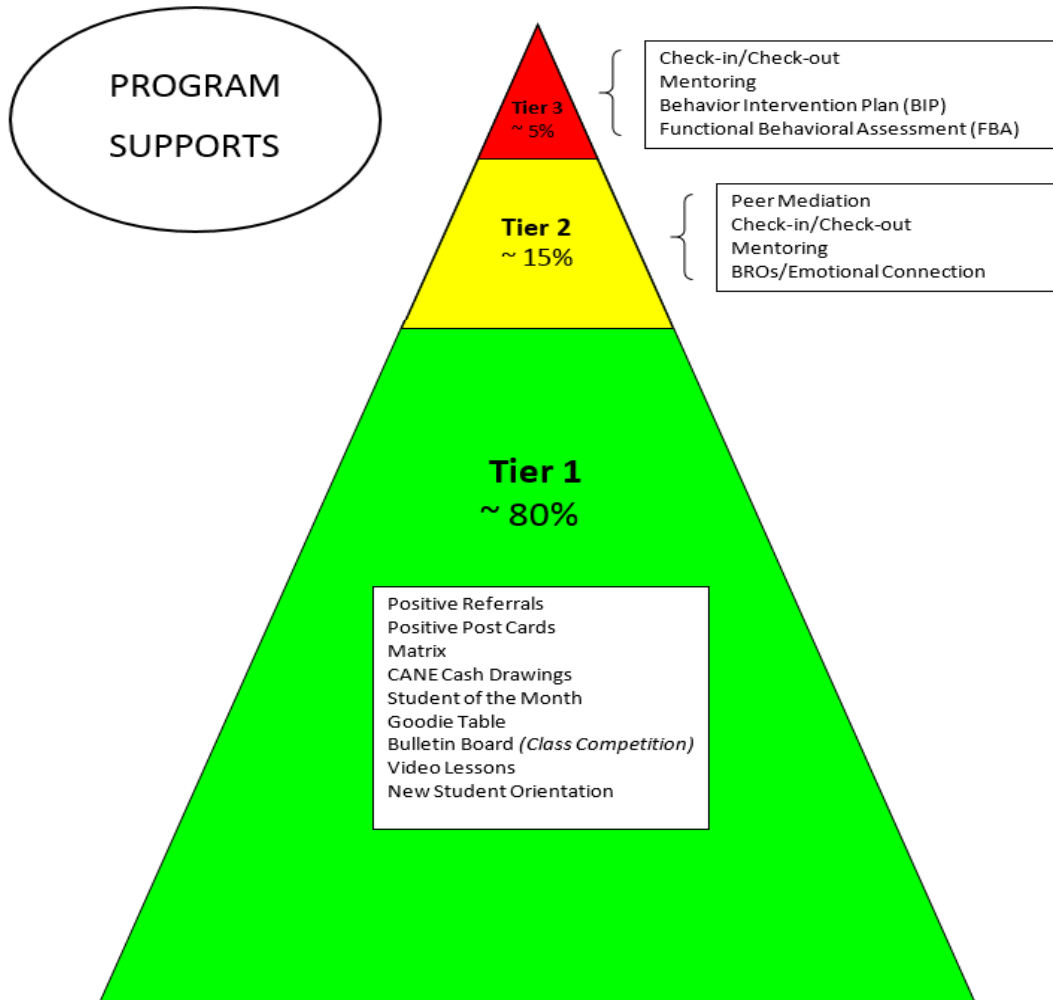 PROGRAM
SUPPORTS
Tier 3
~ 5%
Check-in/Check-out
Mentoring
Behavior Intervention Plan (BIP)
Functional Behavioral Assessment (FBA)
Tier 2
~ 15%
Peer Mediation
Check-in/Check-out
Mentoring
BROs/Emotional Connection
Tier 1
~ 80%
Positive Referrals
Positive Post Cards
Matrix
CANE Cash Drawings
Student of the Month
Goodie Table
Bulletin Board (Class Competition)
Video Lessons
New Student Orientation